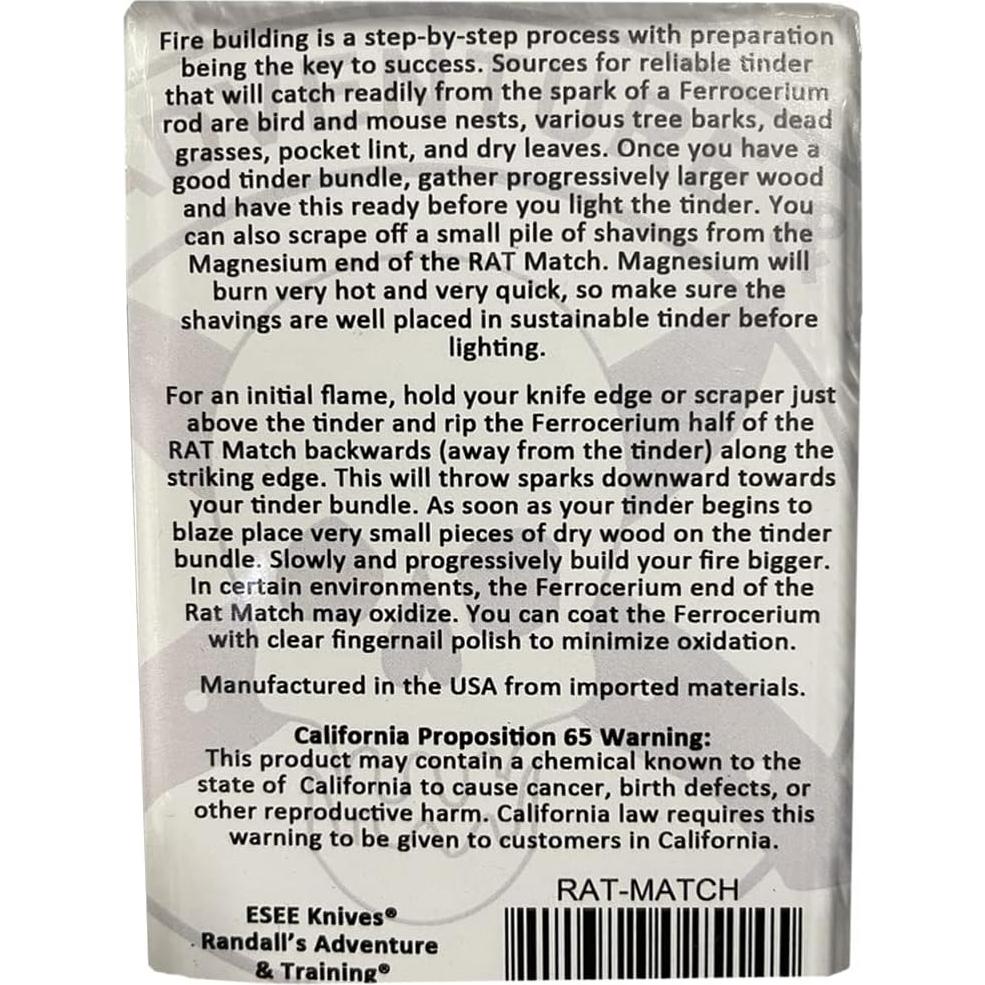 Fire building is a step-by-step process with preparation
being the key to success. Sources for reliable tinder
that will catch readily from the spark of a Ferrocerium
rod are bird and mouse nests, various tree barks, dead
grasses, pocket lint, and dry leaves. Once you have a
good tinder bundle, gather progressively larger wood
and have this ready before you light the tinder. You
can also scrape off a small pile of shavings from the
Magnesium end of the RAT Match. Magnesium will
burn very hot and very quick, so make sure the
shavings are well placed in sustainable tinder before
lighting.
For an initial flame, hold your knife edge or scraper just
above the tinder and rip the Ferrocerium half of the
RAT Match backwards (away from the tinder) along the
striking edge. This will throw sparks downward towards
your tinder bundle. As soon as your tinder begins to
blaze place very small pieces of dry wood on the tinder
bundle. Slowly and progressively build your fire bigger.
In certain environments, the Ferrocerium end of the
Rat Match may oxidize. You can coat the Ferrocerium
with clear fingernail polish to minimize oxidation.
Manufactured in the USA from imported materials.
California Proposition 65 Warning:
This product may contain a chemical known to the
state of California to cause cancer, birth defects, or
other reproductive harm. California law requires this
warning to be given to customers in California.
RAT-MATCH
ESEE Knives®
Randall's Adventure
& Training®